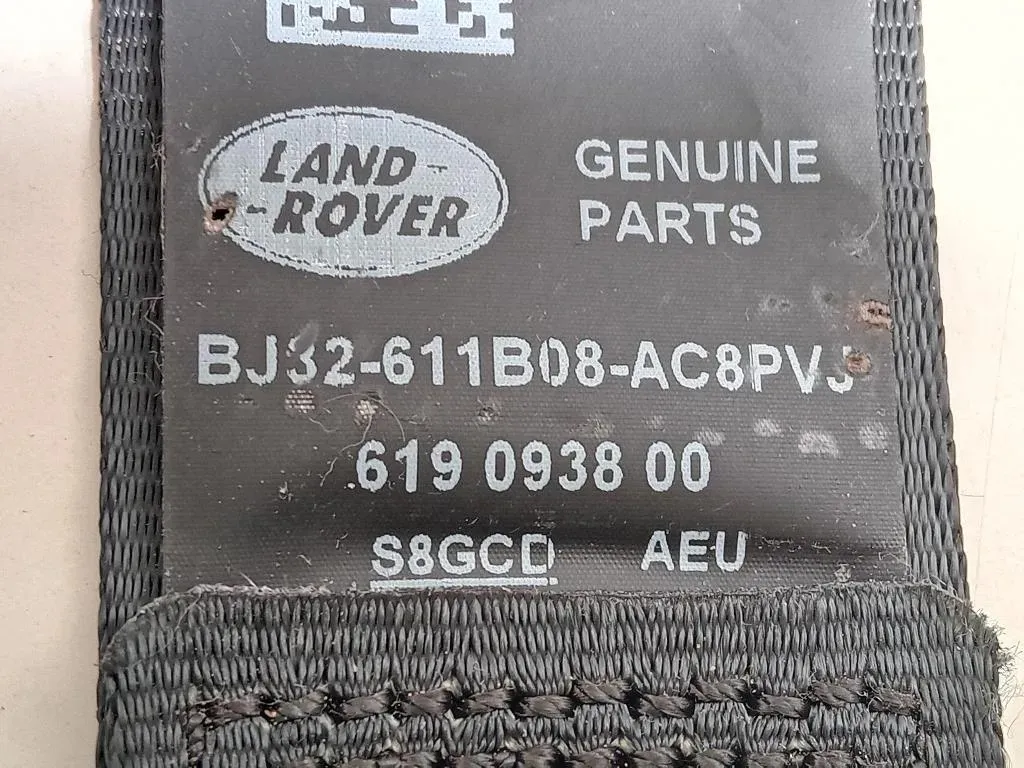 LAND-
-ROVER
GENUINE
PARTS
BJ32-611B08-AC8PVJ
619 0938 00
S8GCD AEU